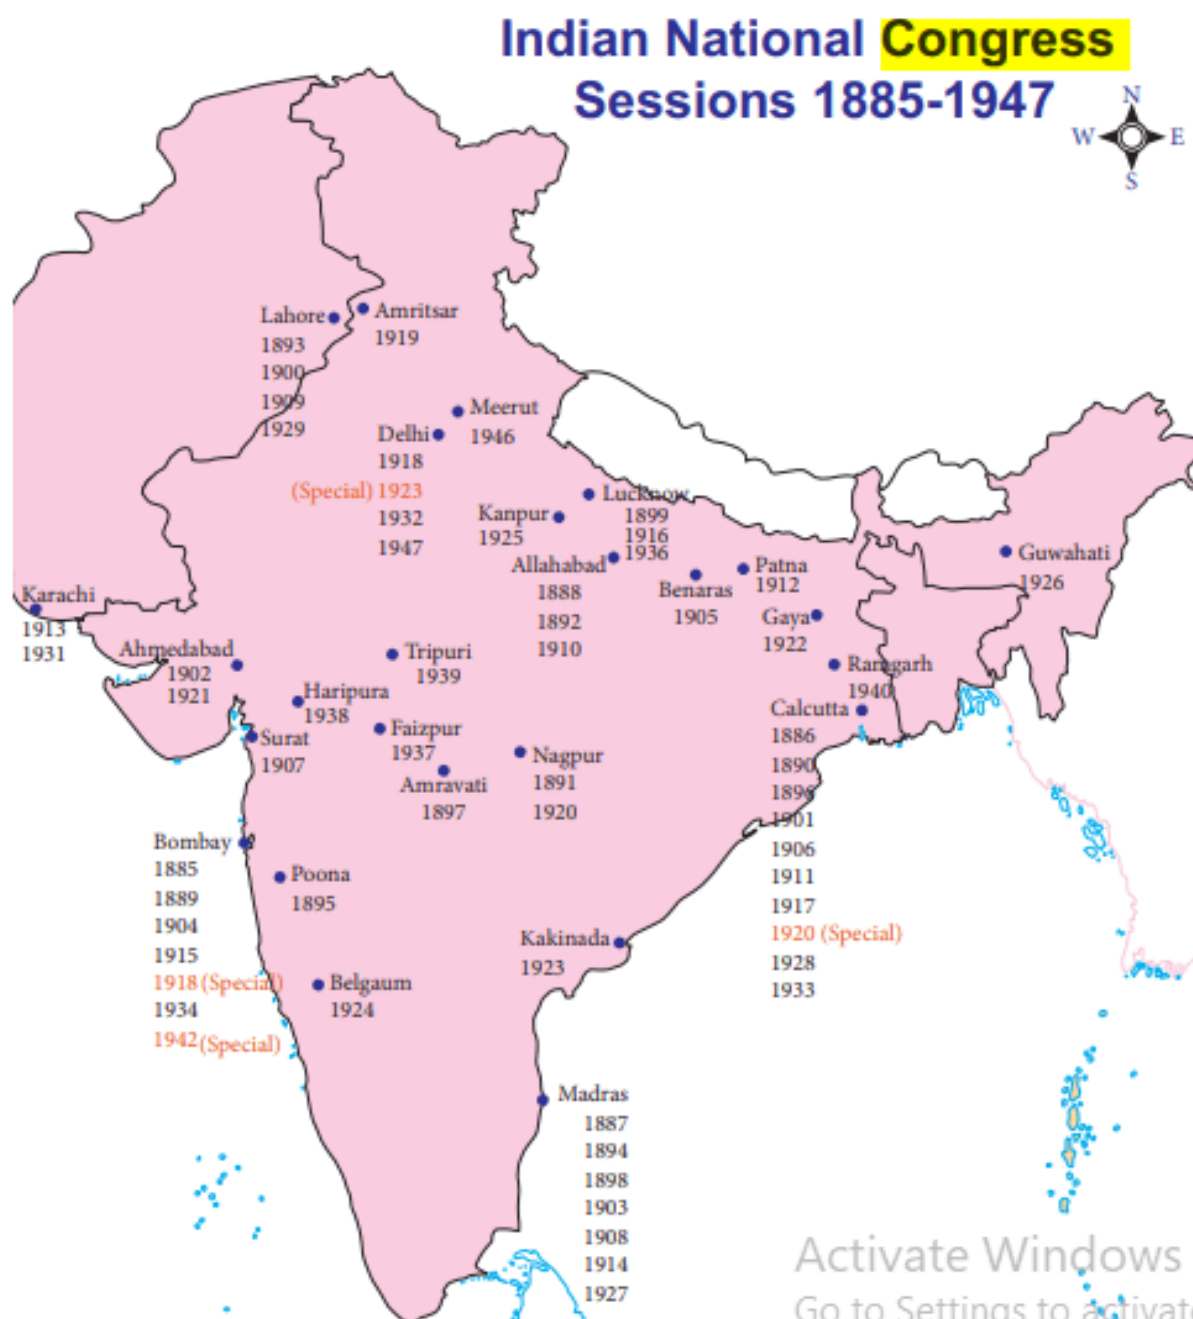 Indian National Congress
Sessions 1885-1947
N
W E
S
Lahore
1893
1900
1909
1929
Amritsar
1919
Meerut
1946
Delhi
1918
(Special) 1923
1932
1947
Lucknow
1899
1916
1936
Kanpur
1925
Allahabad
1888
1892
1910
Benaras
1905
Patna
1912
Gaya
1922
Guwahati
1926
Karachi
1913
1931
Ahmedabad
1902
1921
Tripuri
1939
Haripura
1938
Faizpur
1937
Surat
1907
Amravati
1897
Nagpur
1891
1920
Ramgarh
1940
Calcutta
1886
1890
1896
1901
1906
1911
1917
1920 (Special)
1928
1933
Bombay
1885
1889
1904
1915
1918 (Special)
1934
1942 (Special)
Poona
1895
Kakinada
1923
Belgaum
1924
Madras
1887
1894
1898
1903
1908
1914
1927
Activate Windows
Go to Settings to activate